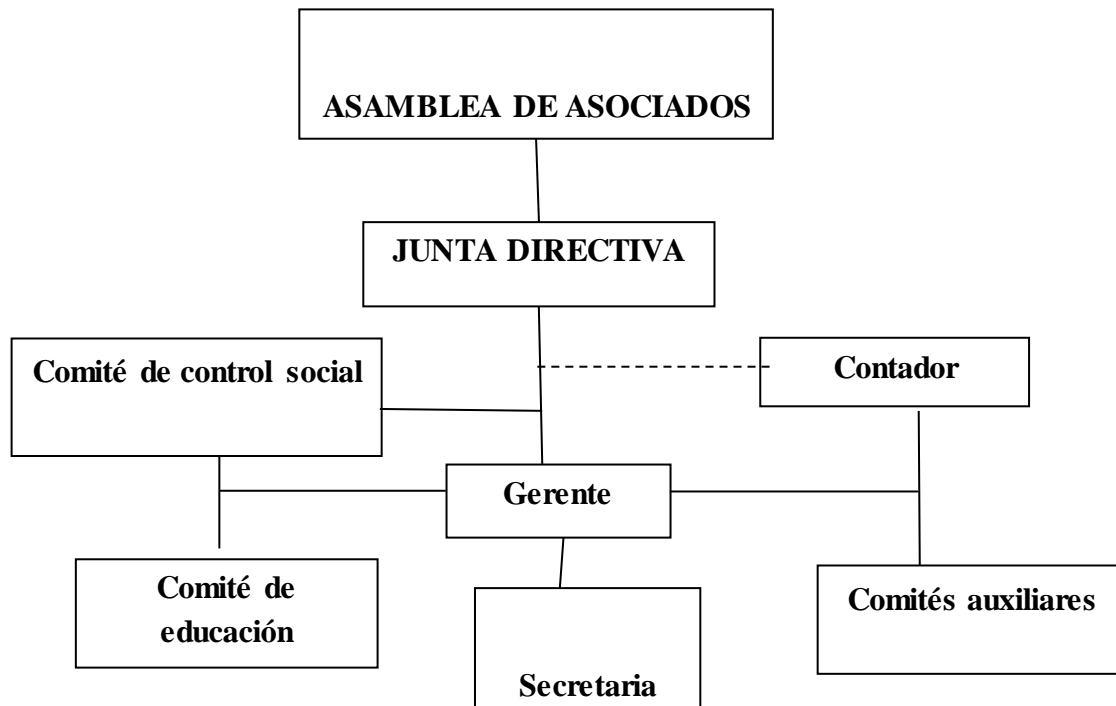 ASAMBLEA DE ASOCIADOS
JUNTA DIRECTIVA
Comité de control social
Contador
Gerente
Comité de
educación
Comités auxiliares
Secretaria